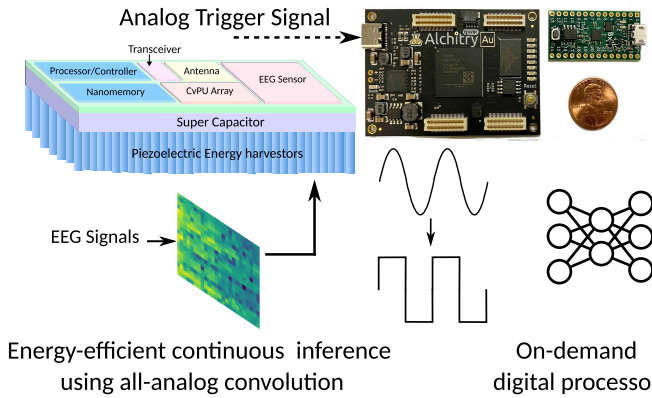 Analog Trigger Signal
Transceiver
Processor/Controller
Antenna
EEG Sensor
Nanomemory
CvPU Array
Super Capacitor
Piezoelectric Energy harvestors
Alchitry Au
Reset
EEG Signals
Energy-efficient continuous inference
using all-analog convolution
On-demand
digital processo